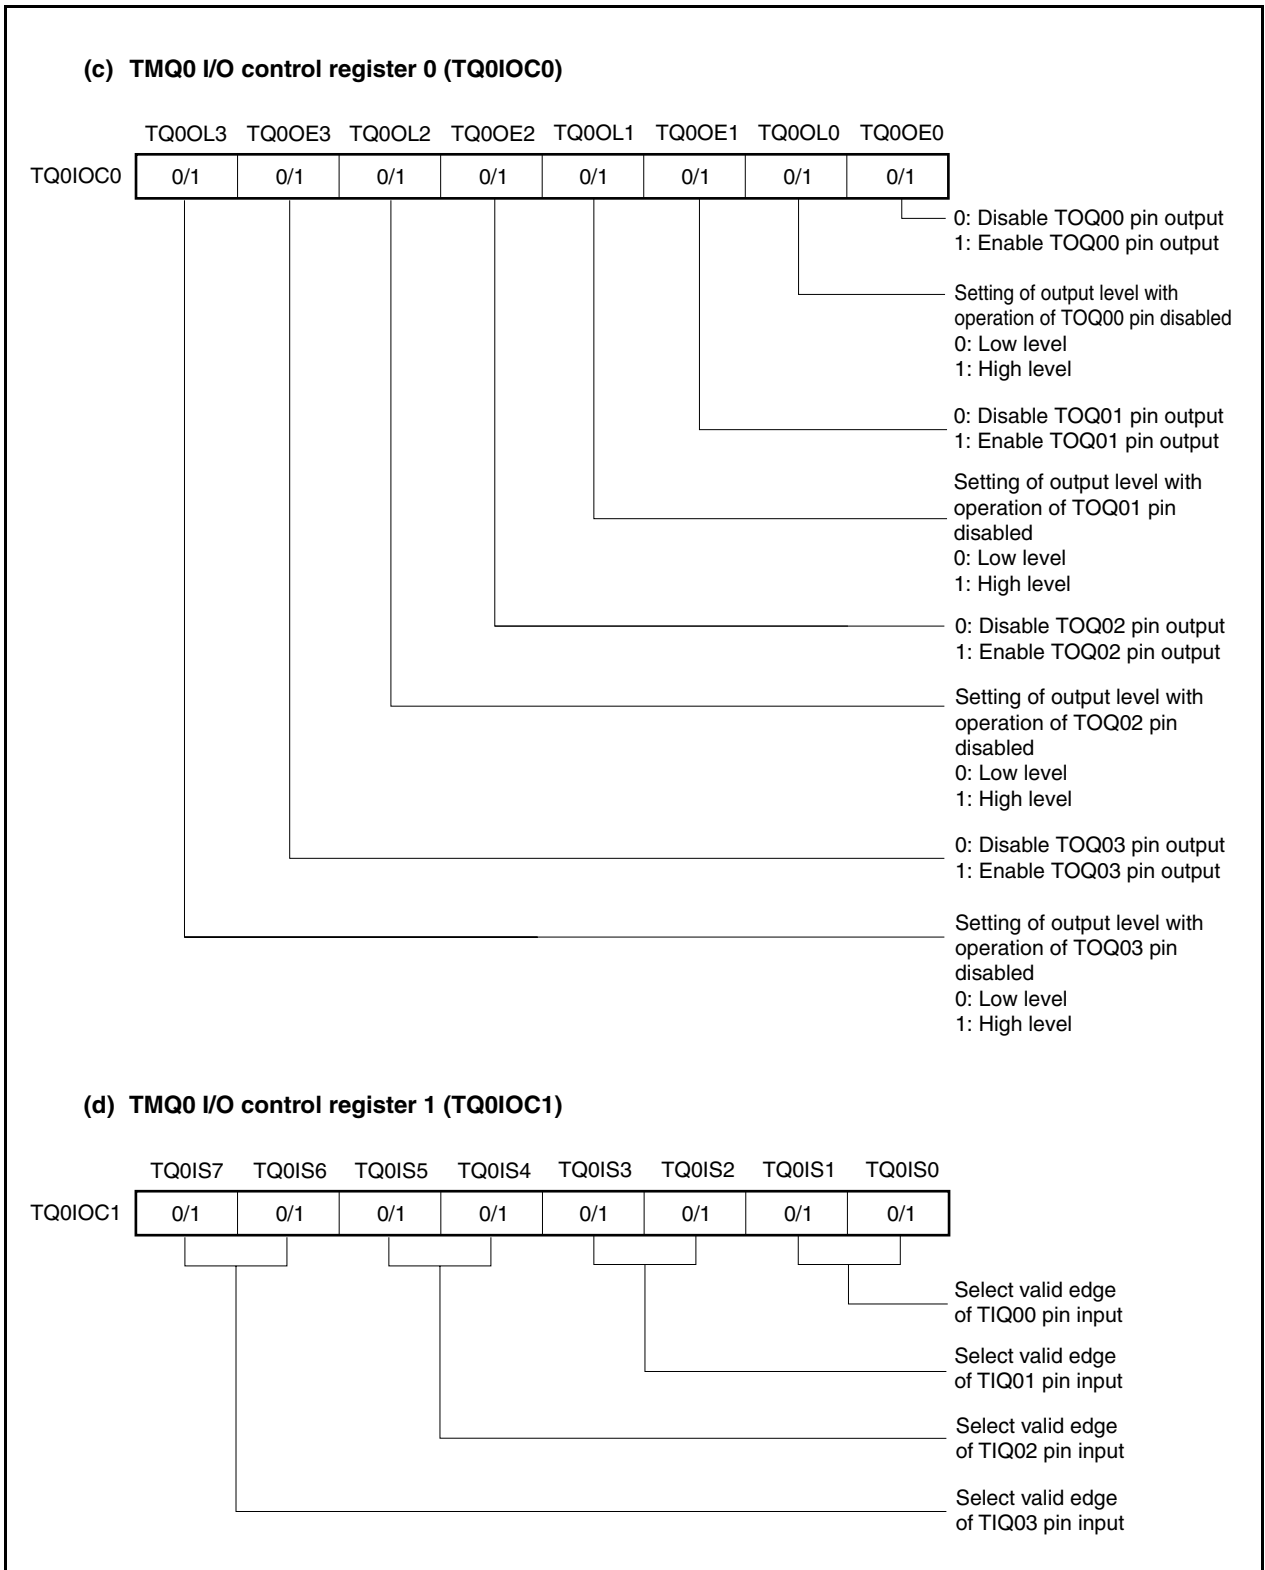 (c) TMQ0 I/O control register 0 (TQ0IOC0)
TQ0OL3 TQ0OE3 TQ0OL2 TQ0OE2 TQ0OL1 TQ0OE1 TQ0OL0 TQ0OE0
TQ0IOC0 0/1 0/1 0/1 0/1 0/1 0/1 0/1 0/1
0: Disable TOQ00 pin output
1: Enable TOQ00 pin output
Setting of output level with
operation of TOQ00 pin disabled
0: Low level
1: High level
0: Disable TOQ01 pin output
1: Enable TOQ01 pin output
Setting of output level with
operation of TOQ01 pin
disabled
0: Low level
1: High level
0: Disable TOQ02 pin output
1: Enable TOQ02 pin output
Setting of output level with
operation of TOQ02 pin
disabled
0: Low level
1: High level
0: Disable TOQ03 pin output
1: Enable TOQ03 pin output
Setting of output level with
operation of TOQ03 pin
disabled
0: Low level
1: High level
(d) TMQ0 I/O control register 1 (TQ0IOC1)
TQ0IS7 TQ0IS6 TQ0IS5 TQ0IS4 TQ0IS3 TQ0IS2 TQ0IS1 TQ0IS0
TQ0IOC1 0/1 0/1 0/1 0/1 0/1 0/1 0/1 0/1
Select valid edge
of TIQ00 pin input
Select valid edge
of TIQ01 pin input
Select valid edge
of TIQ02 pin input
Select valid edge
of TIQ03 pin input